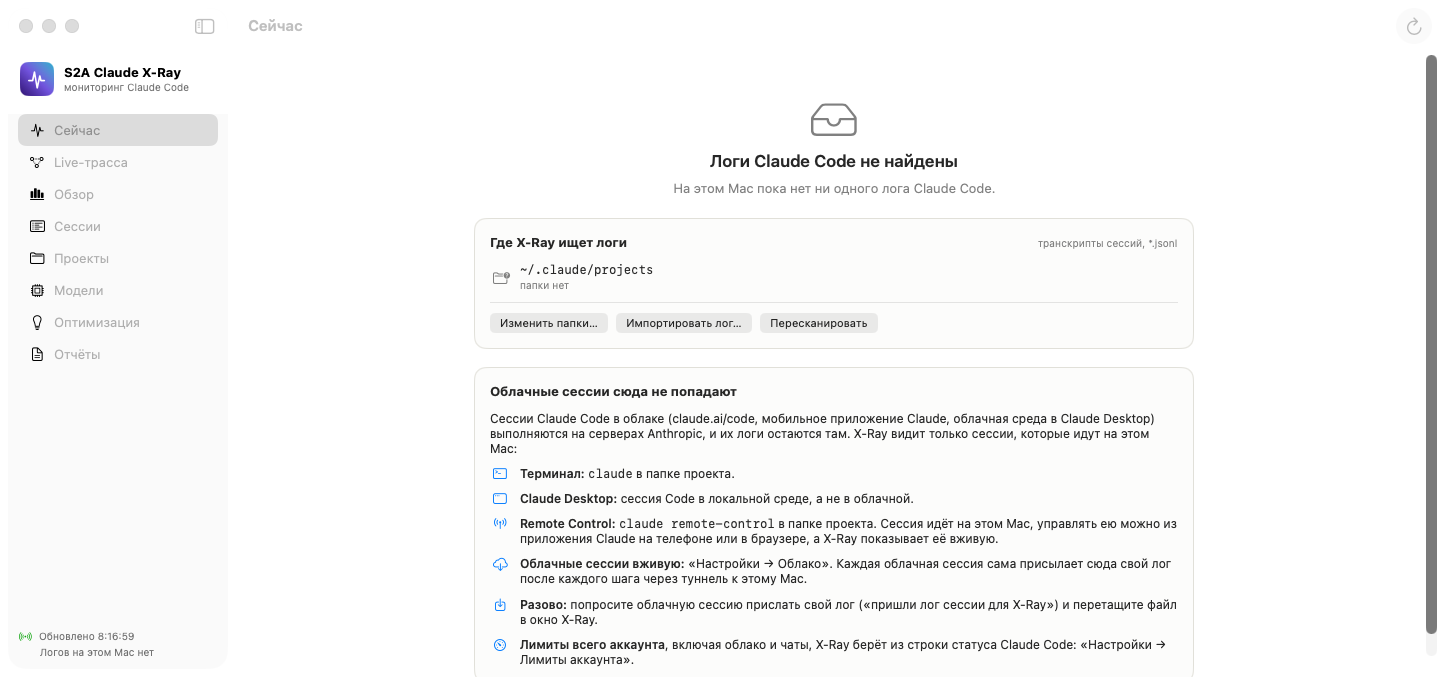 Сейчас
S2A Claude X-Ray
мониторинг Claude Code
Сейчас
Live-трасса
Обзор
Сессии
Проекты
Модели
Оптимизация
Отчёты
Обновлено 8:16:59
Логов на этом Mac нет
Логи Claude Code не найдены
На этом Mac пока нет ни одного лога Claude Code.
Где X-Ray ищет логи
транскрипты сессий, *.jsonl
~/.claude/projects
папки нет
Изменить папки...
Импортировать лог...
Пересканировать
Облачные сессии сюда не попадают
Сессии Claude Code в облаке (claude.ai/code, мобильное приложение Claude, облачная среда в Claude Desktop)
выполняются на серверах Anthropic, и их логи остаются там. X-Ray видит только сессии, которые идут на этом
Mac:
Терминал: claude в папке проекта.
Claude Desktop: сессия Code в локальной среде, а не в облачной.
Remote Control: claude remote-control в папке проекта. Сессия идёт на этом Mac, управлять ею можно из
приложения Claude на телефоне или в браузере, а X-Ray показывает её вживую.
Облачные сессии вживую: «Настройки → Облако». Каждая облачная сессия сама присылает сюда свой лог
после каждого шага через туннель к этому Mac.
Разово: попросите облачную сессию прислать свой лог («пришли лог сессии для X-Ray») и перетащите файл
в окно X-Ray.
Лимиты всего аккаунта, включая облако и чаты, X-Ray берёт из строки статуса Claude Code: «Настройки →
Лимиты аккаунта».